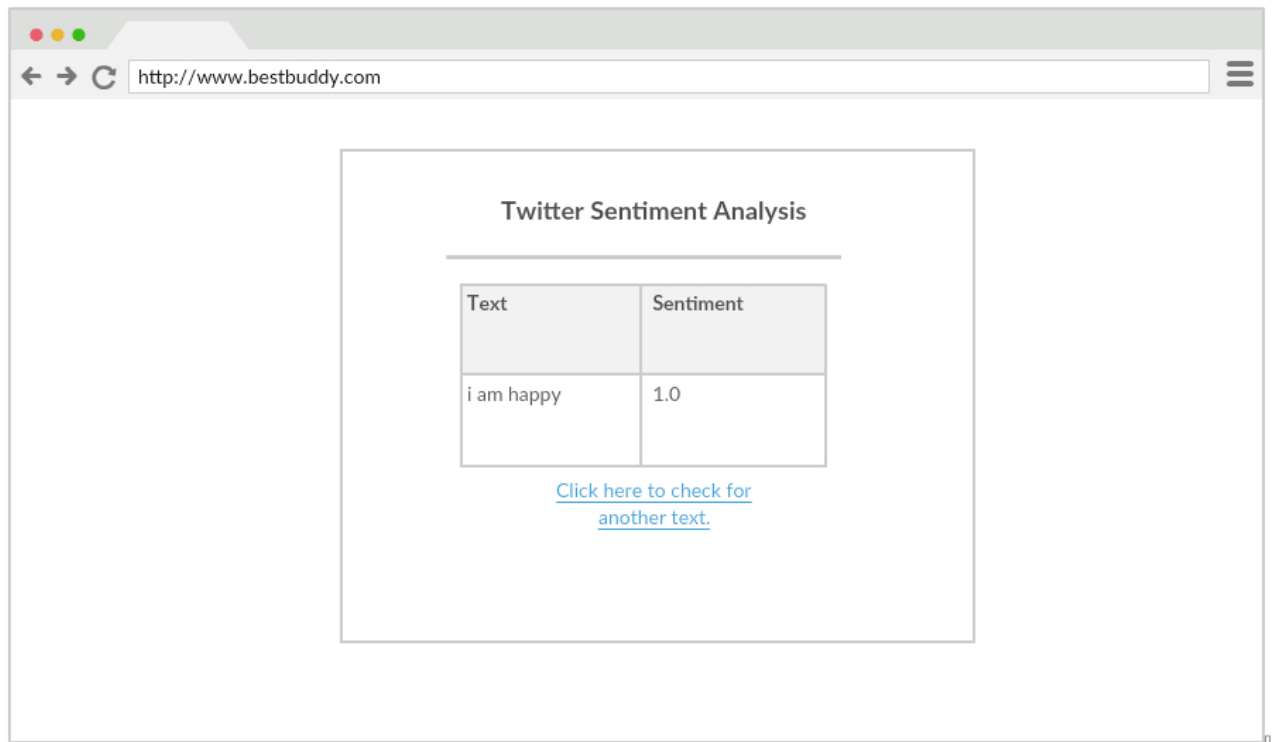 http://www.bestbuddy.com
Twitter Sentiment Analysis
Text Sentiment
i am happy 1.0
Click here to check for
another text.